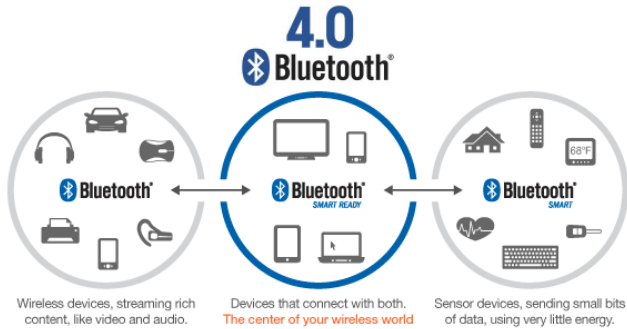 4.0
Bluetooth®
68°F
Bluetooth®
Bluetooth®
SMART READY
Bluetooth®
SMART
Wireless devices, streaming rich
content, like video and audio.
Devices that connect with both.
The center of your wireless world
Sensor devices, sending small bits
of data, using very little energy.